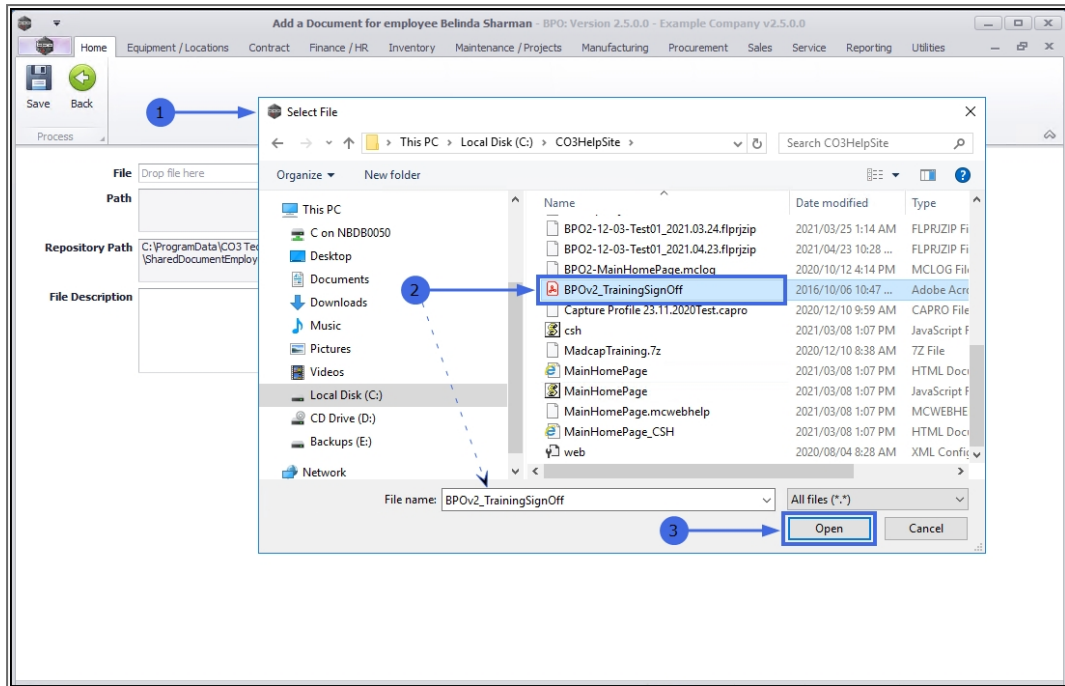 Add a Document for employee Belinda Sharman - BPO: Version 2.5.0.0 - Example Company v2.5.0.0
Home Equipment / Locations Contract Finance / HR Inventory Maintenance / Projects Manufacturing Procurement Sales Service Reporting Utilities
Save Back
Process
1
Select File
This PC > Local Disk (C:) > CO3HelpSite >
Search CO3HelpSite
Organize New folder
File Drop file here
Path
Repository Path C:\ProgramData\CO3 Tec
\SharedDocumentEmploy
File Description
This PC
C on NBDB0050
Desktop
Documents
Downloads
Music
Pictures
Videos
Local Disk (C:)
CD Drive (D:)
Backups (E:)
Network
2
Name Date modified Type
BPO2-12-03-Test01_2021.03.24.flprjzip 2021/03/25 1:14 AM FLPRJZIP Fi
BPO2-12-03-Test01_2021.04.23.flprjzip 2021/04/23 10:28 ... FLPRJZIP Fi
BPO2-MainHomePage.mclog 2020/10/12 4:14 PM MCLOG File
BPOv2_TrainingSignOff 2016/10/06 10:47 ... Adobe Acro
Capture Profile 23.11.2020Test.capro 2020/12/10 9:59 AM CAPRO File
csh 2021/03/08 1:07 PM JavaScript F
MadcapTraining.7z 2020/12/10 8:38 AM 7Z File
MainHomePage 2021/03/08 1:07 PM HTML Docu
MainHomePage 2021/03/08 1:07 PM JavaScript F
MainHomePage.mcwebhelp 2021/03/08 1:07 PM MCWEBHE
MainHomePage_CSH 2021/03/08 1:07 PM HTML Docu
web 2020/08/04 8:28 AM XML Config
File name: BPOv2_TrainingSignOff All files (*.*)
3
Open Cancel